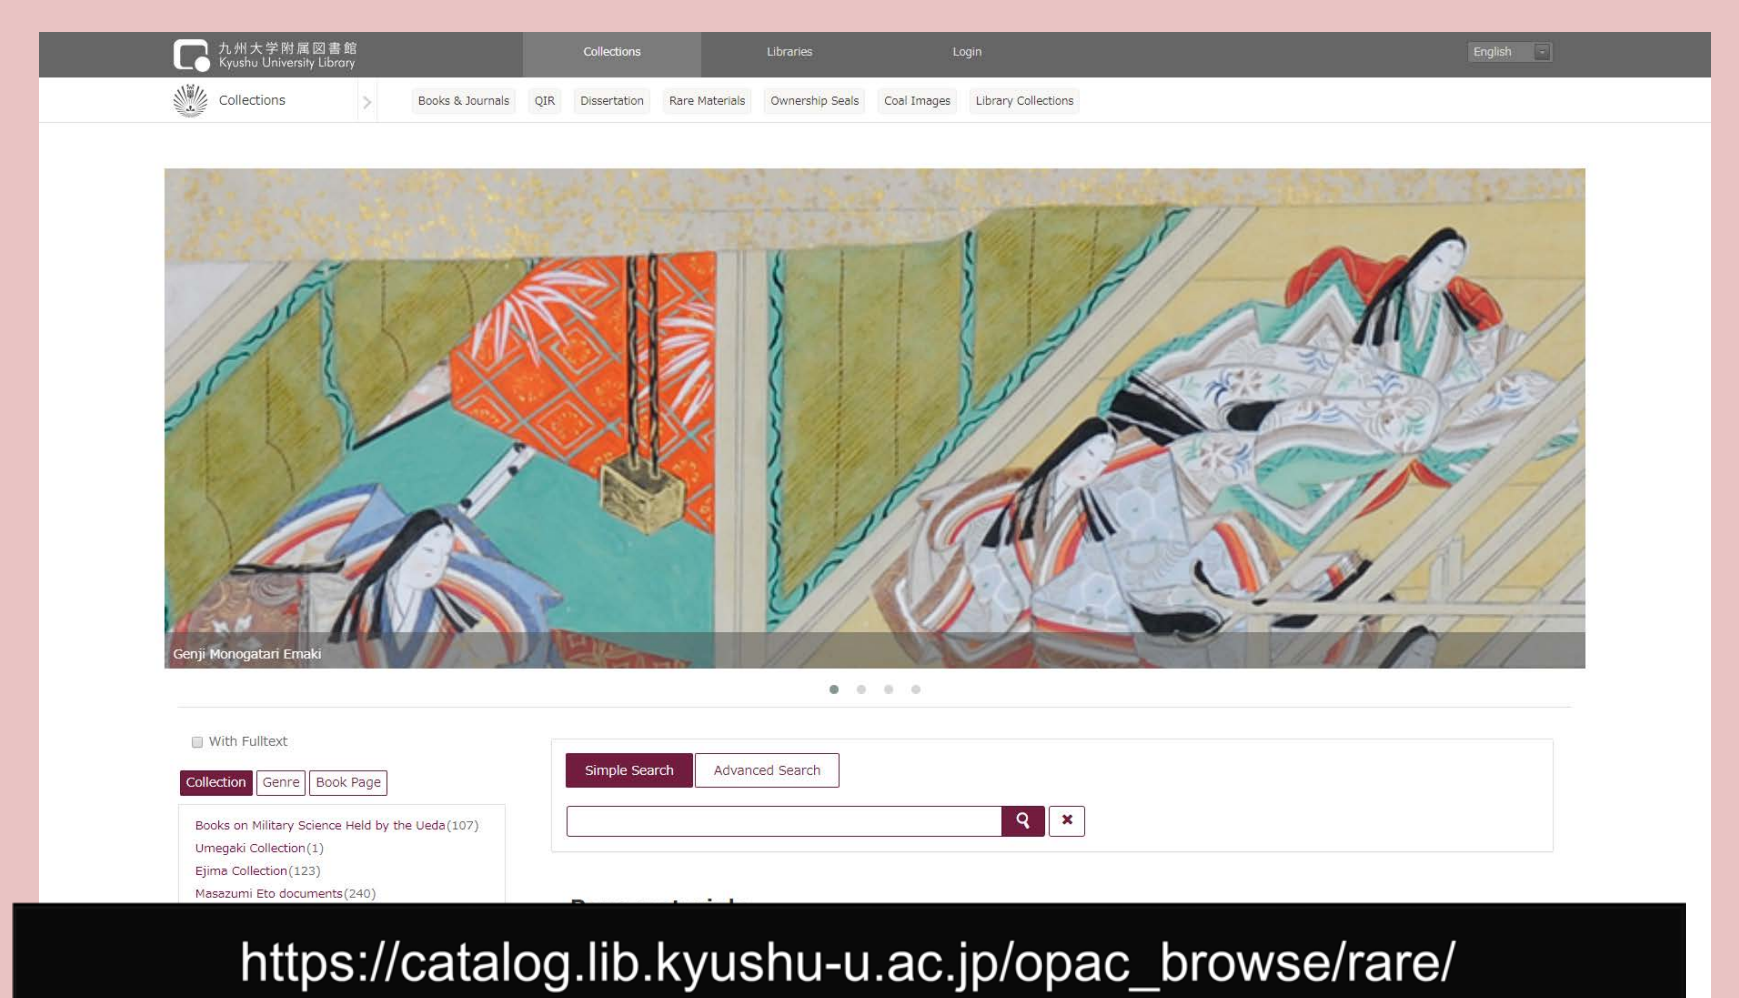 九州大学附属図書館
Kyushu University Library
Collections
Libraries
Login
English
Collections
Books & Journals
QIR
Dissertation
Rare Materials
Ownership Seals
Coal Images
Library Collections
Genji Monogatari Emaki
With Fulltext
Collection
Genre
Book Page
Books on Military Science Held by the Ueda(107)
Umegaki Collection(1)
Ejima Collection(123)
Masazumi Eto documents(240)
Simple Search
Advanced Search
https://catalog.lib.kyushu-u.ac.jp/opac_browse/rare/